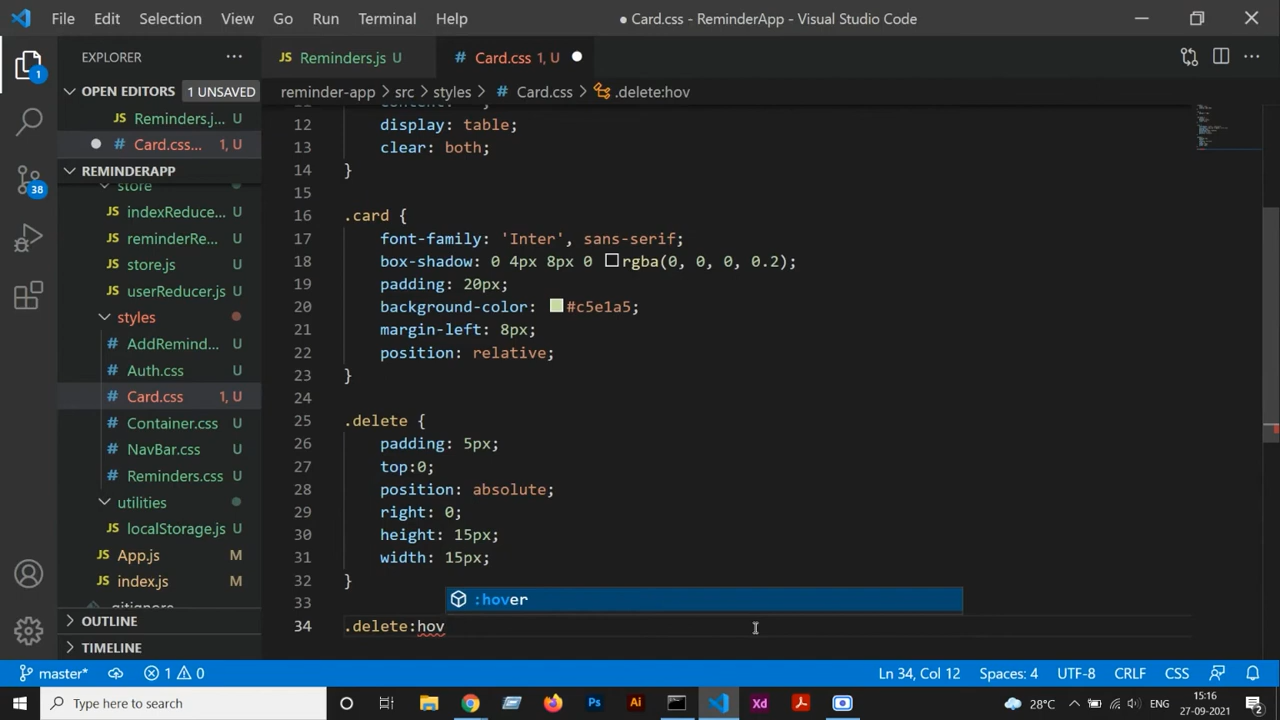 File Edit Selection View Go Run Terminal Help
● Card.css - ReminderApp - Visual Studio Code
EXPLORER ···
JS Reminders.js U
# Card.css 1, U ●
OPEN EDITORS 1 UNSAVED
reminder-app > src > styles > # Card.css > .delete:hov
JS Reminders.j... U
● # Card.css... 1, U
REMINDERAPP
store
JS indexReduce... U
JS reminderRe... U
JS store.js U
JS userReducer.js U
styles
# AddRemind... U
# Auth.css U
# Card.css 1, U
# Container.css U
# NavBar.css U
# Reminders.css U
utilities
JS localStorage.js U
JS App.js M
JS index.js M
.gitignore
OUTLINE
TIMELINE
1
38
12 display: table;
13 clear: both;
14 }
15
16 .card {
17 font-family: 'Inter', sans-serif;
18 box-shadow: 0 4px 8px 0 rgba(0, 0, 0, 0.2);
19 padding: 20px;
20 background-color: #c5e1a5;
21 margin-left: 8px;
22 position: relative;
23 }
24
25 .delete {
26 padding: 5px;
27 top:0;
28 position: absolute;
29 right: 0;
30 height: 15px;
31 width: 15px;
32 }
33
:hover
34 .delete:hov
master* 1 0
Ln 34, Col 12 Spaces: 4 UTF-8 CRLF CSS
Type here to search
Ps Ai Xd
28°C
15:16
27-09-2021
2